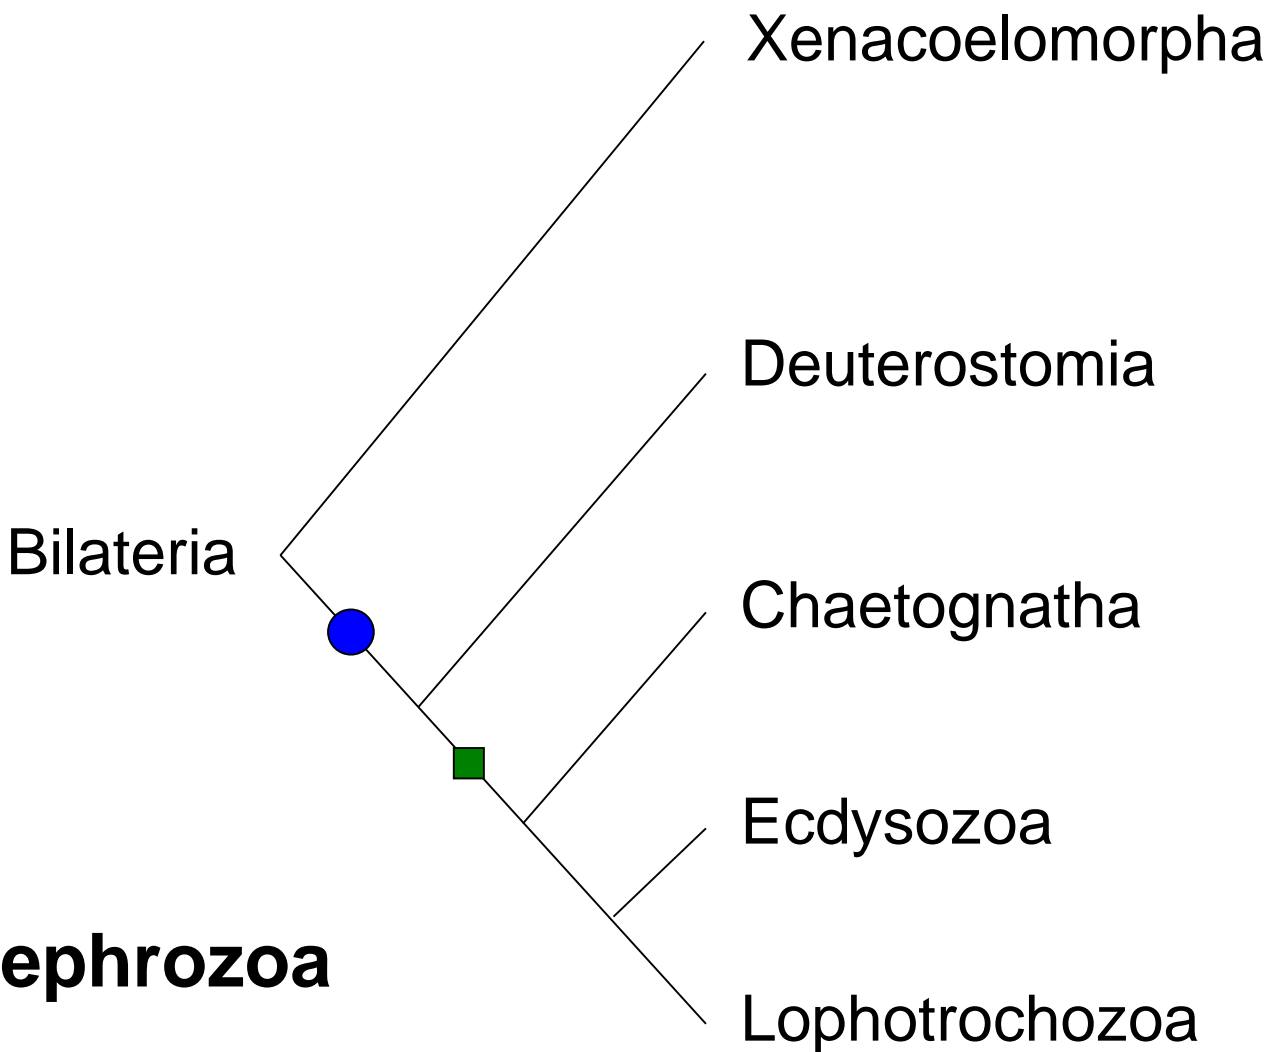 Xenacoelomorpha
Deuterostomia
Bilateria
Chaetognatha
Ecdysozoa
ephrozoa
Lophotrochozoa